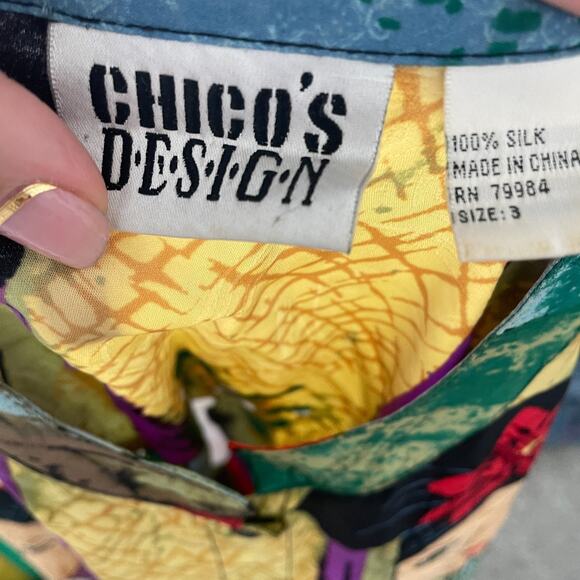 CHICO'S
D·E·S·I·G·N
100% SILK
MADE IN CHINA
RN 79984
SIZE: 3